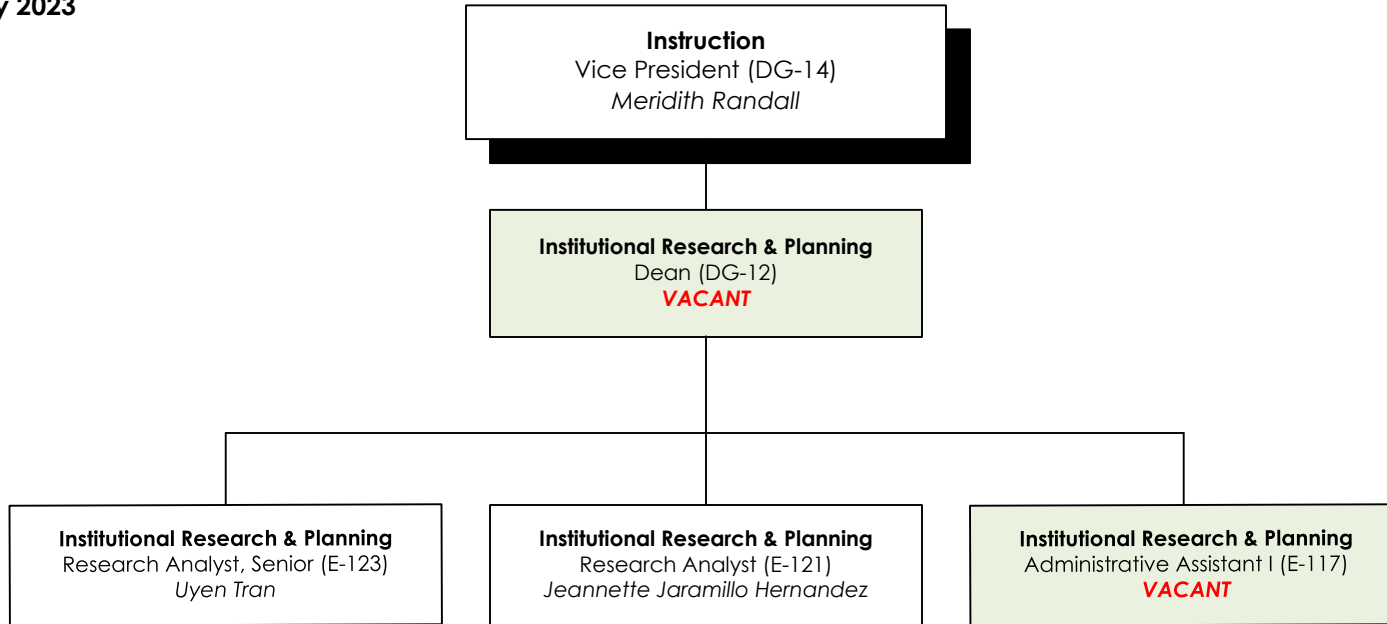 2023
Instruction
Vice President (DG-14)
Meridith Randall
Institutional Research & Planning
Dean (DG-12)
VACANT
Institutional Research & Planning
Research Analyst, Senior (E-123)
Uyen Tran
Institutional Research & Planning
Research Analyst (E-121)
Jeannette Jaramillo Hernandez
Institutional Research & Planning
Administrative Assistant I (E-117)
VACANT